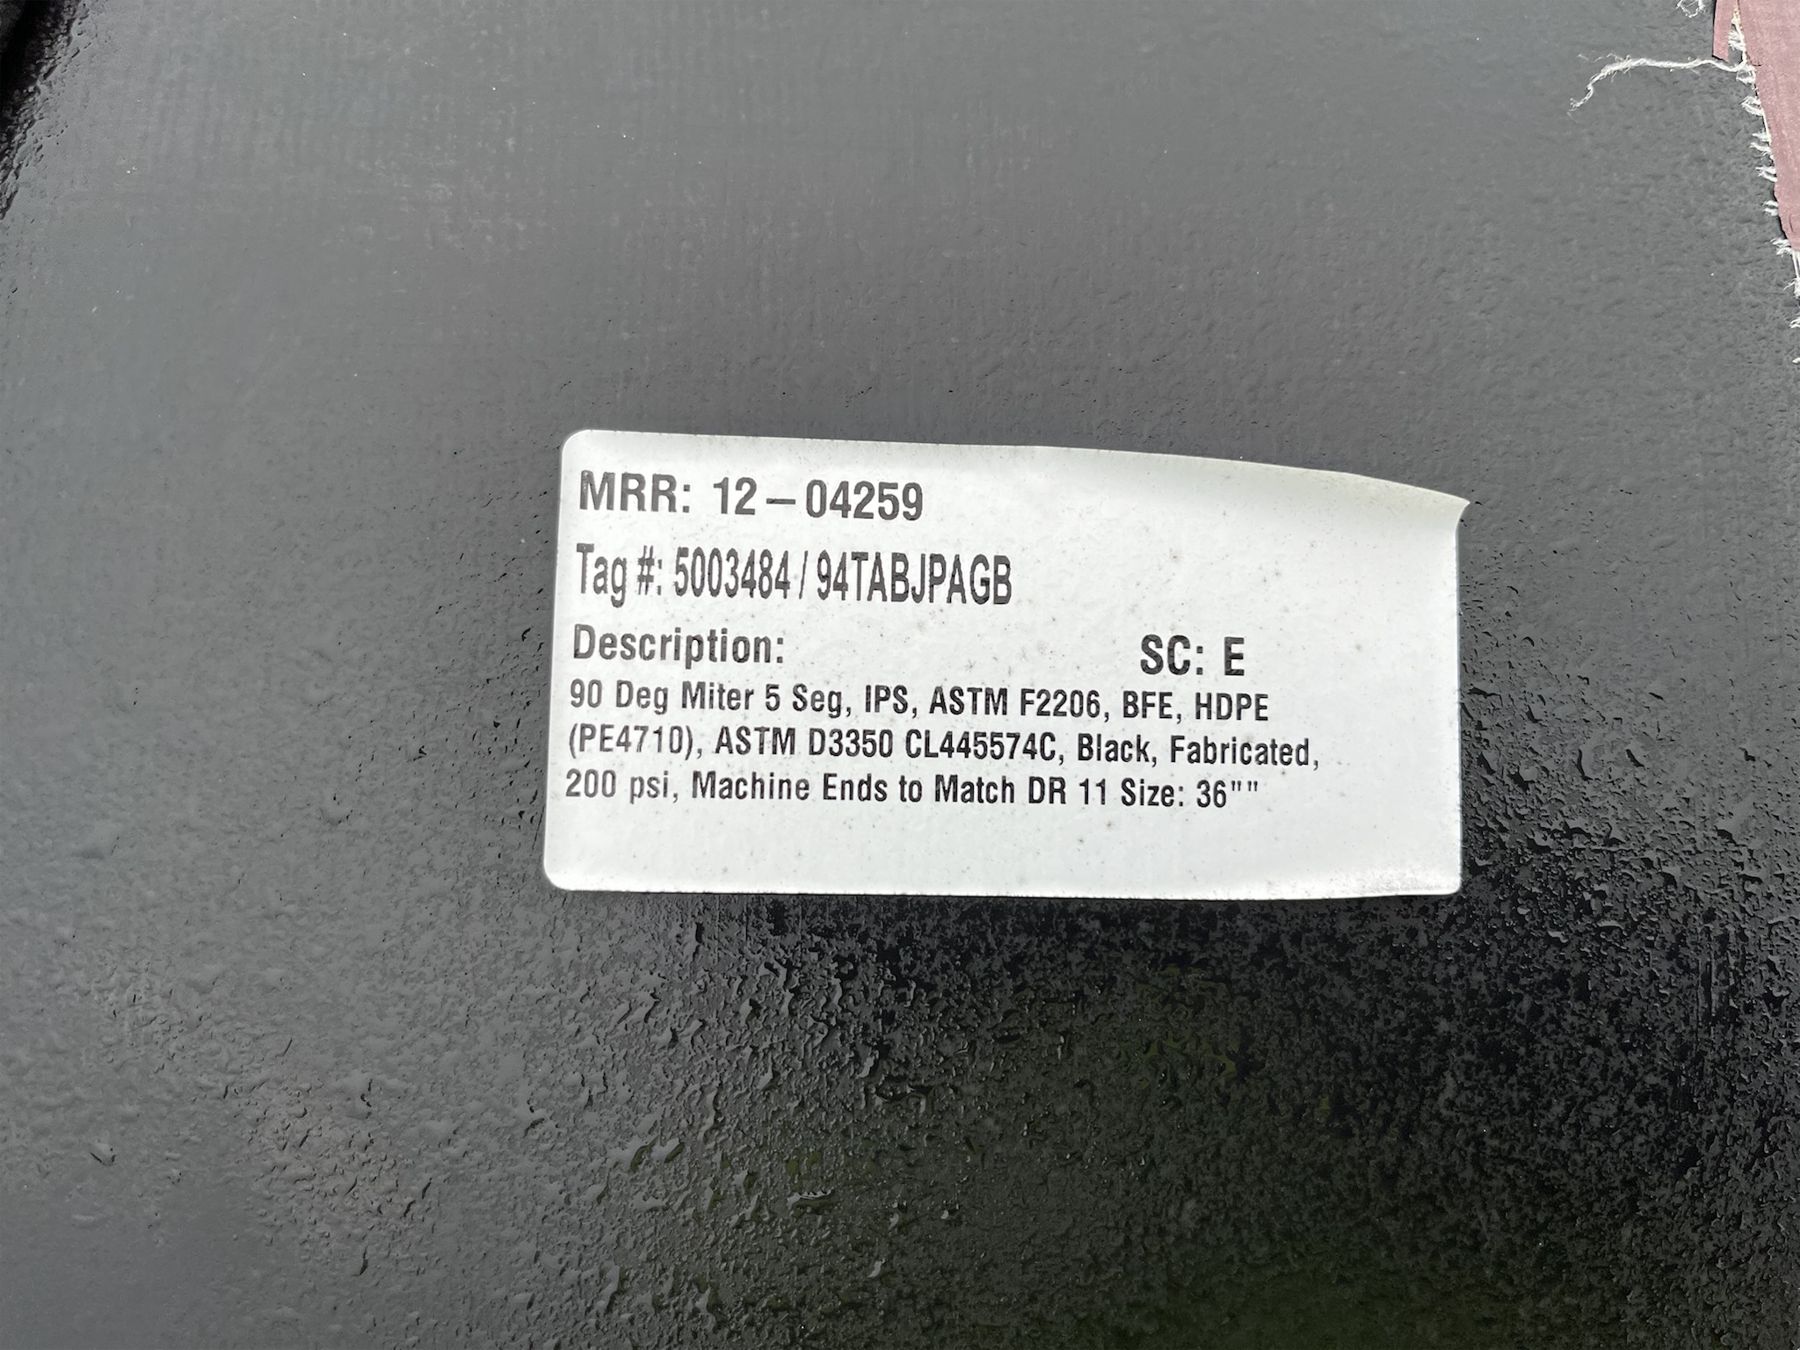 MRR: 12-04259
Tag #: 5003484 / 94TABJPAGB
Description:
SC: E
90 Deg Miter 5 Seg, IPS, ASTM F2206, BFE, HDPE
(PE4710), ASTM D3350 CL445574C, Black, Fabricated,
200 psi, Machine Ends to Match DR 11 Size: 36""